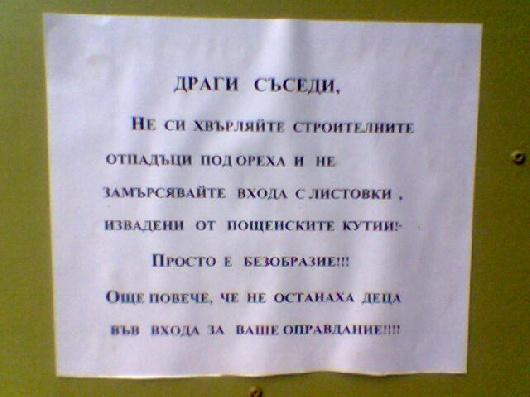 ДРАГИ СЪСЕДИ,
НЕ СИ ХВЪРЛЯЙТЕ СТРОИТЕЛНИТЕ
ОТПАДЪЦИ ПОД ОРЕХА И НЕ
ЗАМЪРСЯВАЙТЕ ВХОДА С ЛИСТОВКИ ,
ИЗВАДЕНИ ОТ ПОЩЕНСКИТЕ КУТИИ!
ПРОСТО Е БЕЗОБРАЗИЕ!!!
ОЩЕ ПОВЕЧЕ, ЧЕ НЕ ОСТАНАХА ДЕЦА
ВЪВ ВХОДА ЗА ВАШЕ ОПРАВДАНИЕ!!!!